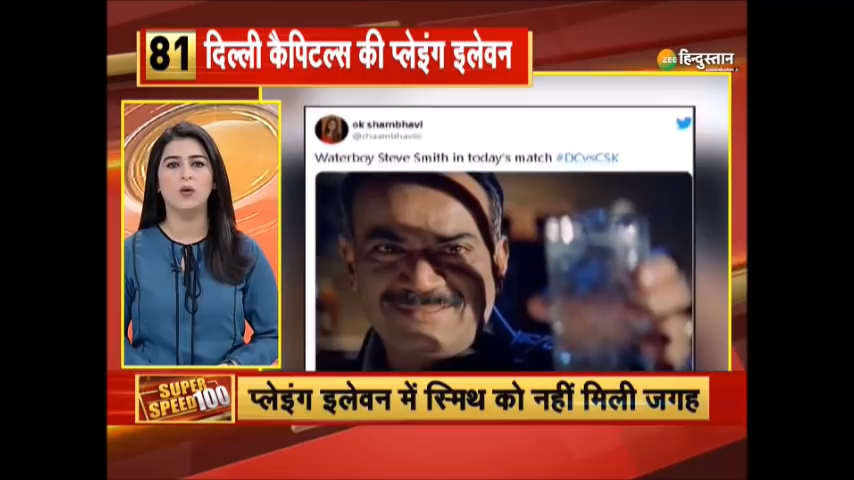 81 दिल्ली कैपिटल्स की प्लेइंग इलेवन
ZEE हिन्दुस्तान
ok shambhavi
Waterboy Steve Smith in today's match #DCvsCSK
SUPER
SPEED 100
प्लेइंग इलेवन में स्मिथ को नहीं मिली जगह